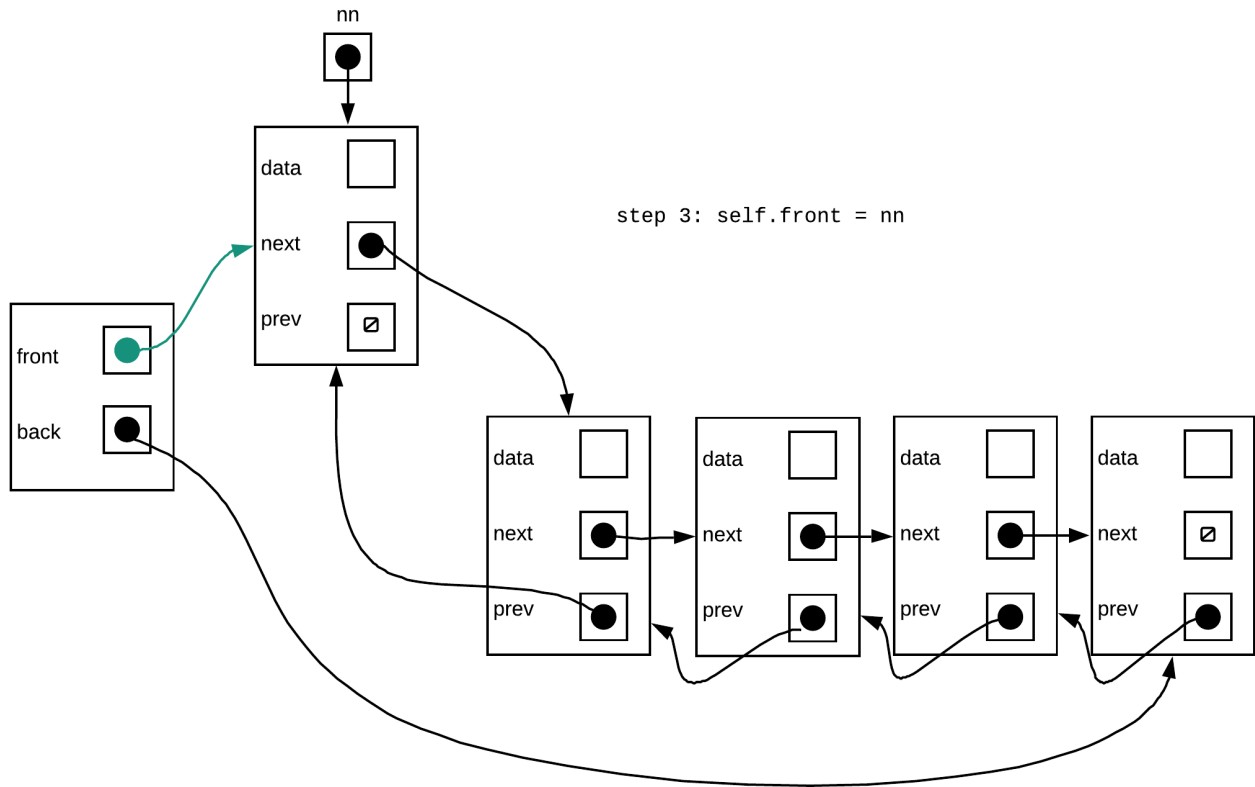 nn
data
next
prev
step 3: self.front = nn
front
back
data
next
prev
data
next
prev
data
next
prev
data
next
prev